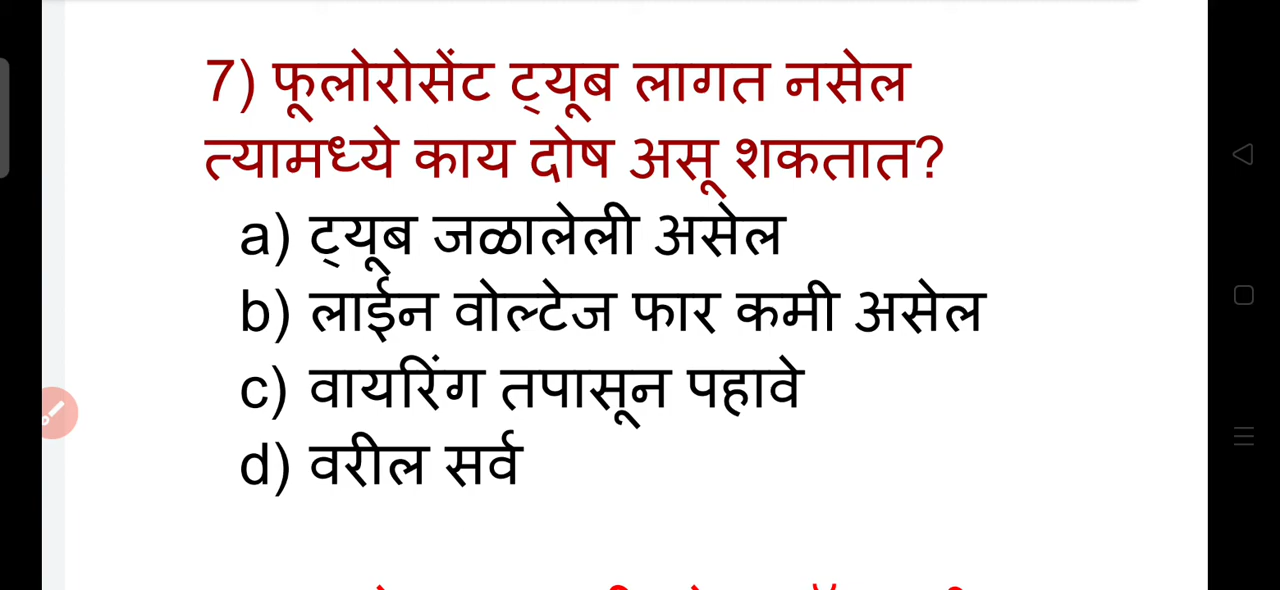 7) फूलोरोसेंट ट्यूब लागत नसेल
त्यामध्ये काय दोष असू शकतात?
a) ट्यूब जळालेली असेल
b) लाईन वोल्टेज फार कमी असेल
c) वायरिंग तपासून पहावे
d) वरील सर्व